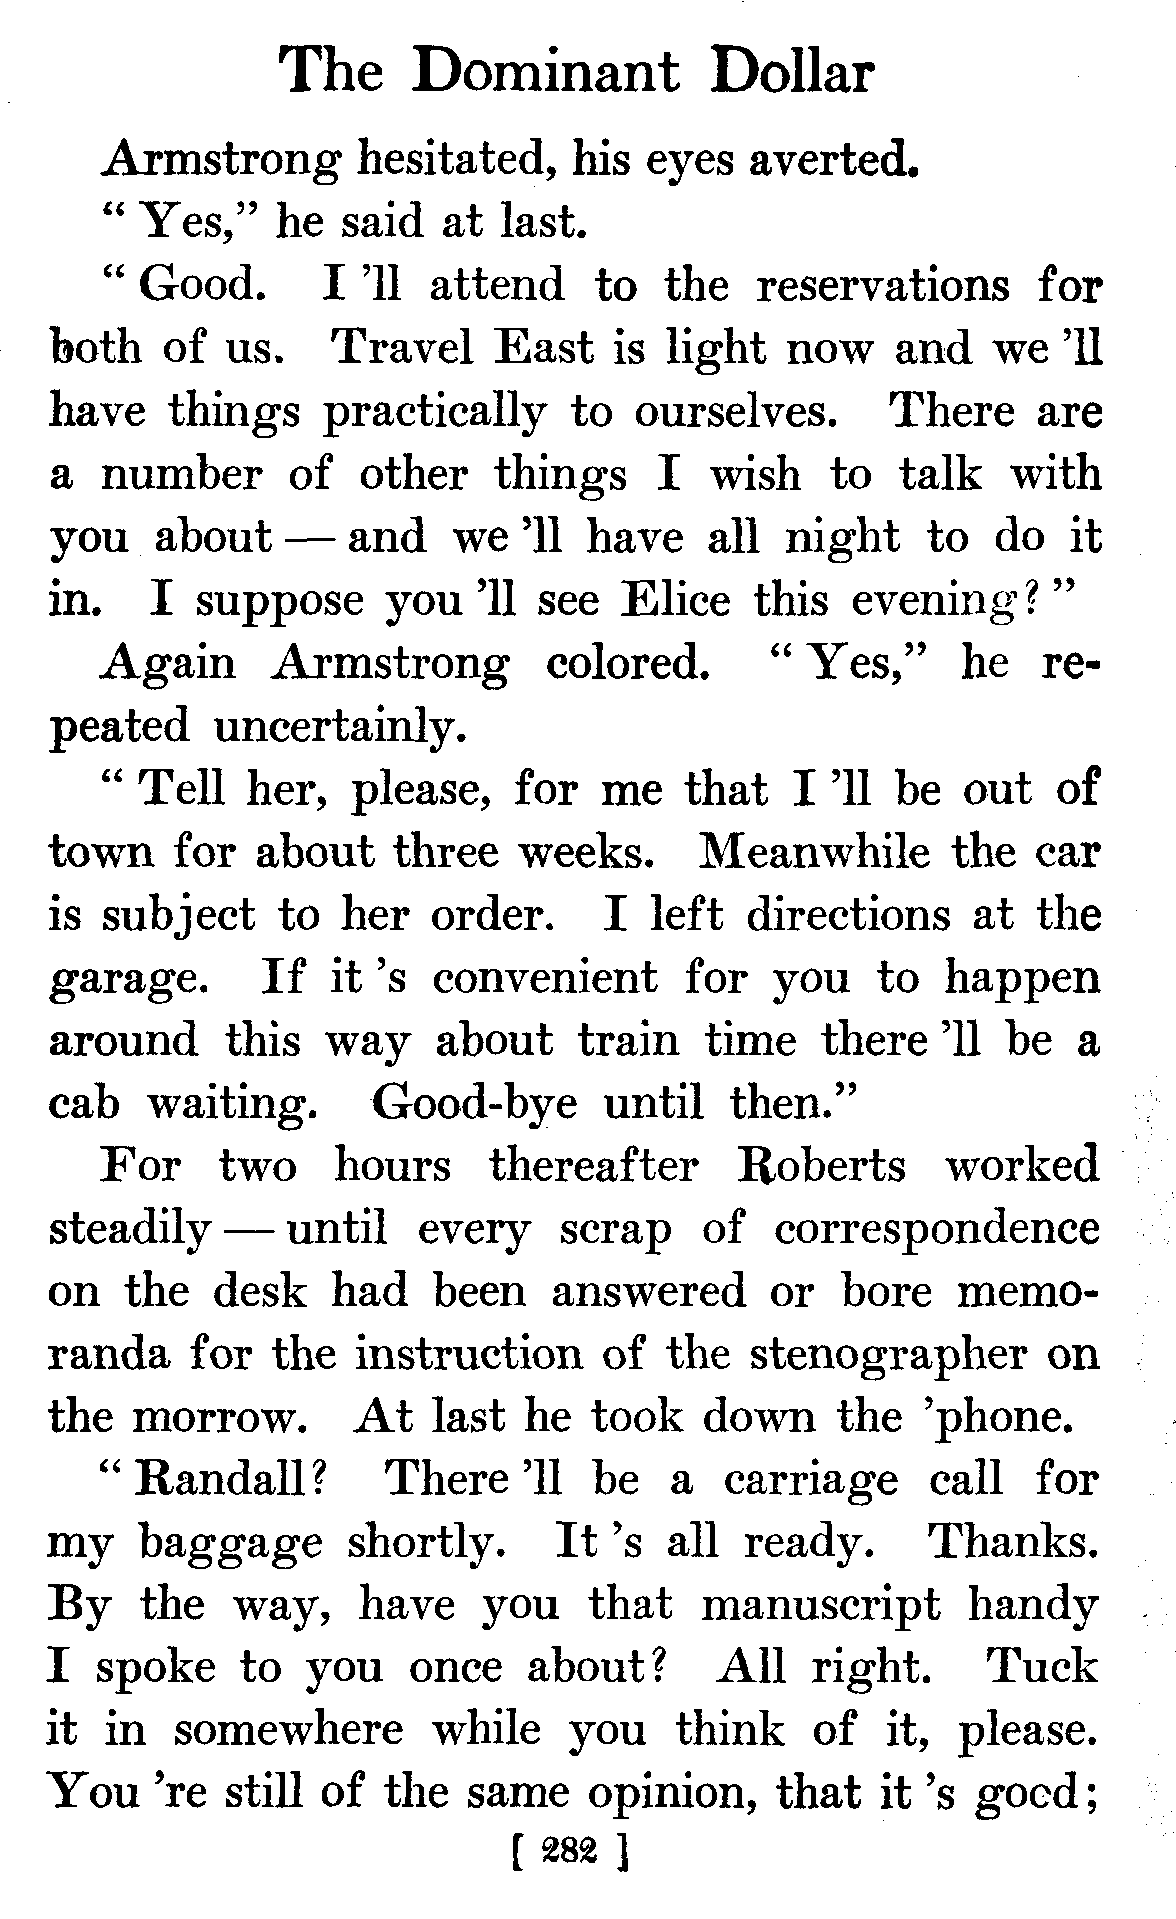 The Dominant Dollar
Armstrong hesitated, his eyes averted.
" Yes," he said at last.
" Good. I 'll attend to the reservations for
both of us. Travel East is light now and we 'll
have things practically to ourselves. There are
a number of other things I wish to talk with
you about — and we 'll have all night to do it
in. I suppose you 'll see Elice this evening? "
Again Armstrong colored. " Yes," he re-
peated uncertainly.
" Tell her, please, for me that I 'll be out of
town for about three weeks. Meanwhile the car
is subject to her order. I left directions at the
garage. If it 's convenient for you to happen
around this way about train time there 'll be a
cab waiting. Good-bye until then."
For two hours thereafter Roberts worked
steadily — until every scrap of correspondence
on the desk had been answered or bore memo-
randa for the instruction of the stenographer on
the morrow. At last he took down the 'phone.
" Randall? There 'll be a carriage call for
my baggage shortly. It 's all ready. Thanks.
By the way, have you that manuscript handy
I spoke to you once about? All right. Tuck
it in somewhere while you think of it, please.
You 're still of the same opinion, that it 's good;
[ 282 ]